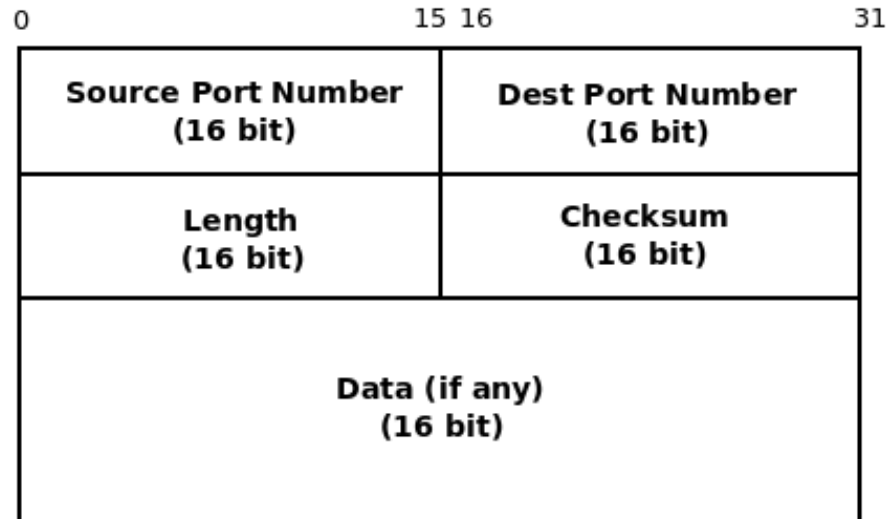 0 15 16 31
Source Port Number
(16 bit)
Dest Port Number
(16 bit)
Length
(16 bit)
Checksum
(16 bit)
Data (if any)
(16 bit)